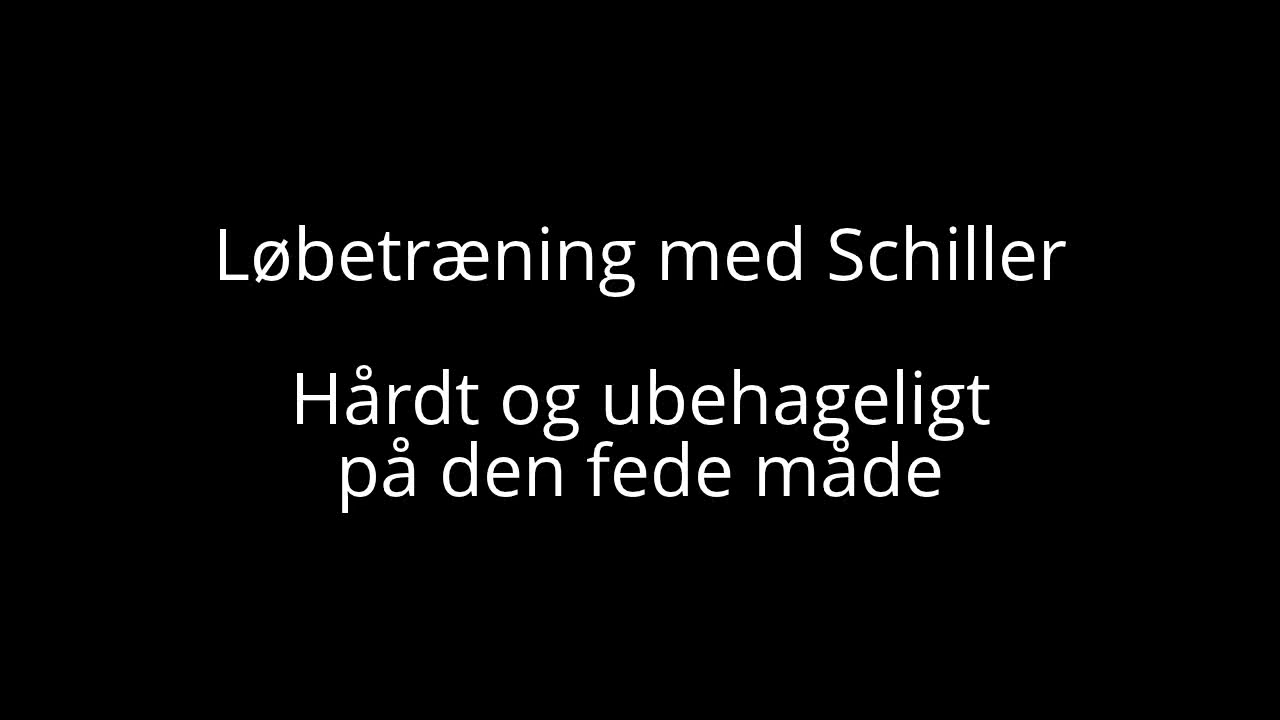 Løbetræning med Schiller
Hårdt og ubehageligt
på den fede måde